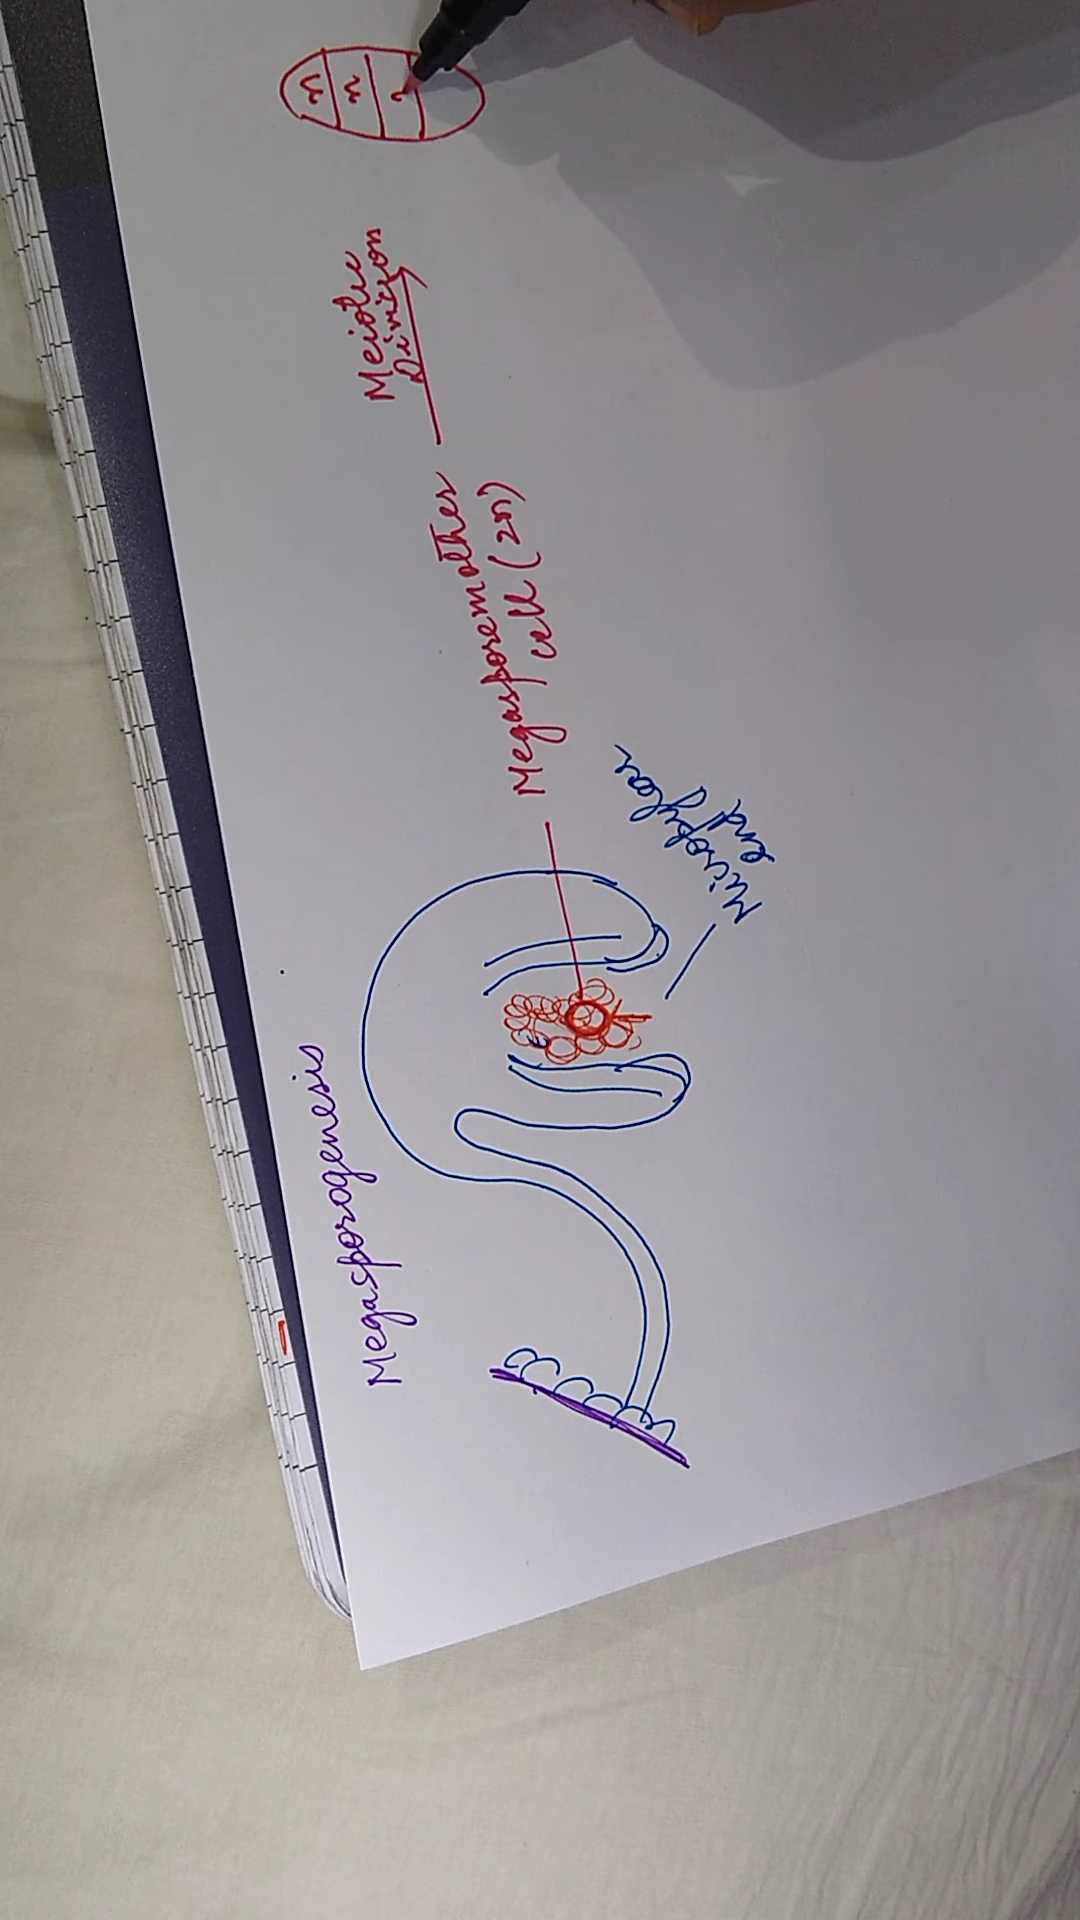 Megasporogenesis
Megasporemother
cell (2n)
Meiotic
Division
n
n
Micropylar
end